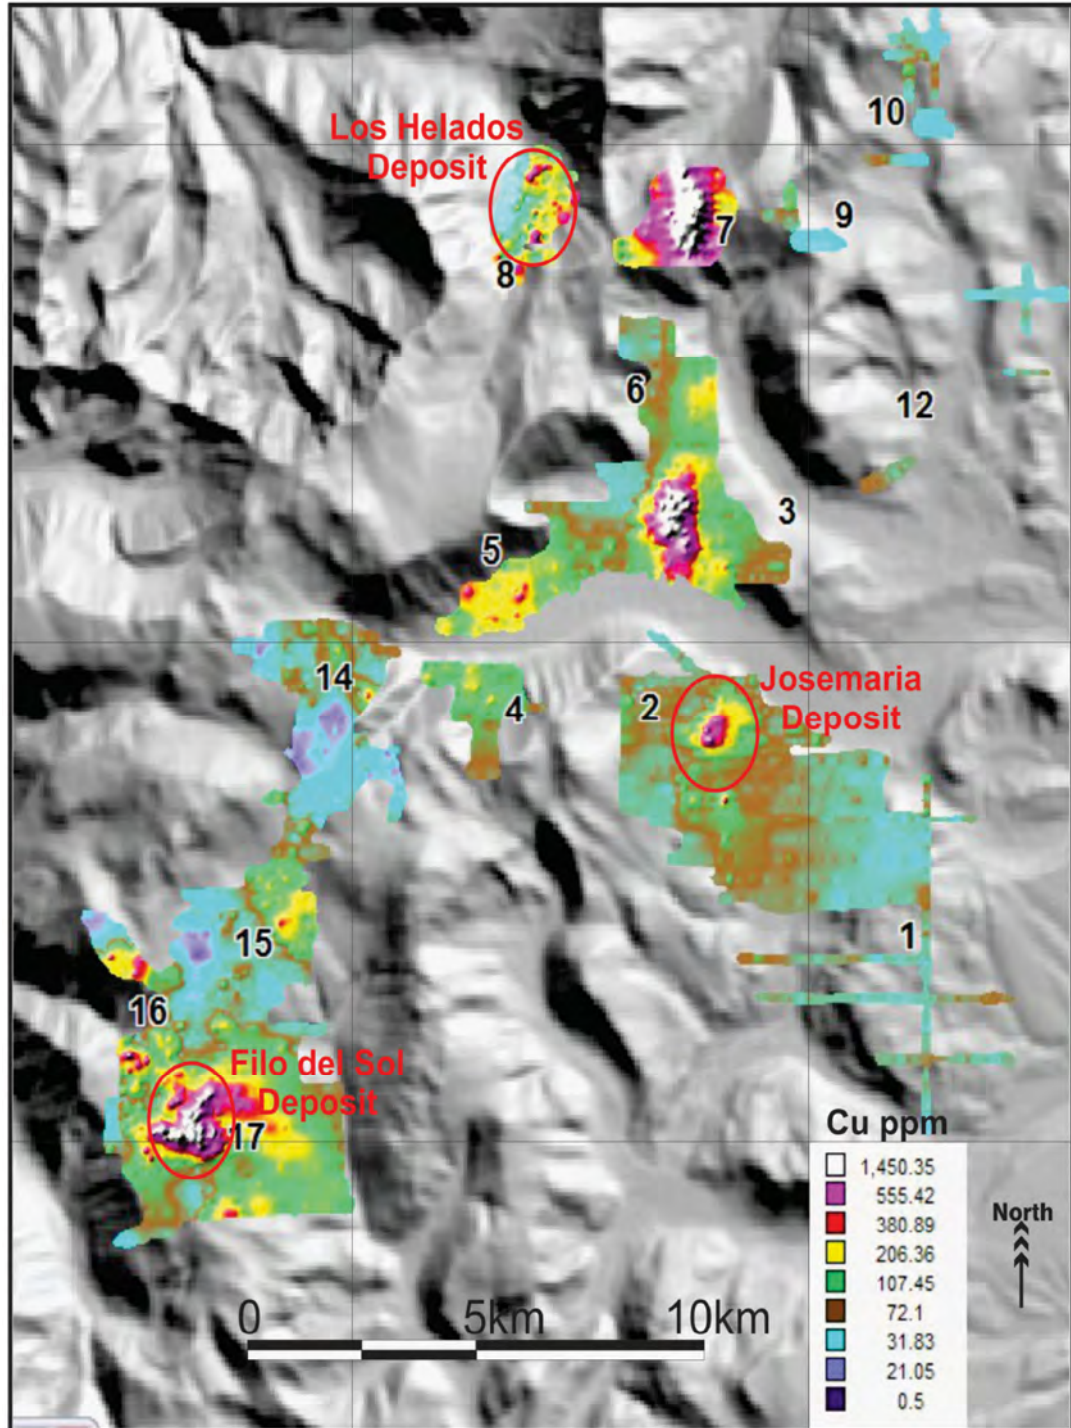 10
Los Helados
Deposit
9
7
8
6
12
3
5
14
4
2
Josemaria
Deposit
15
1
16
Filo del Sol
Deposit
17
Cu ppm
1,450.35
555.42
380.89
206.36
107.45
72.1
31.83
21.05
0.5
North
0 5km 10km